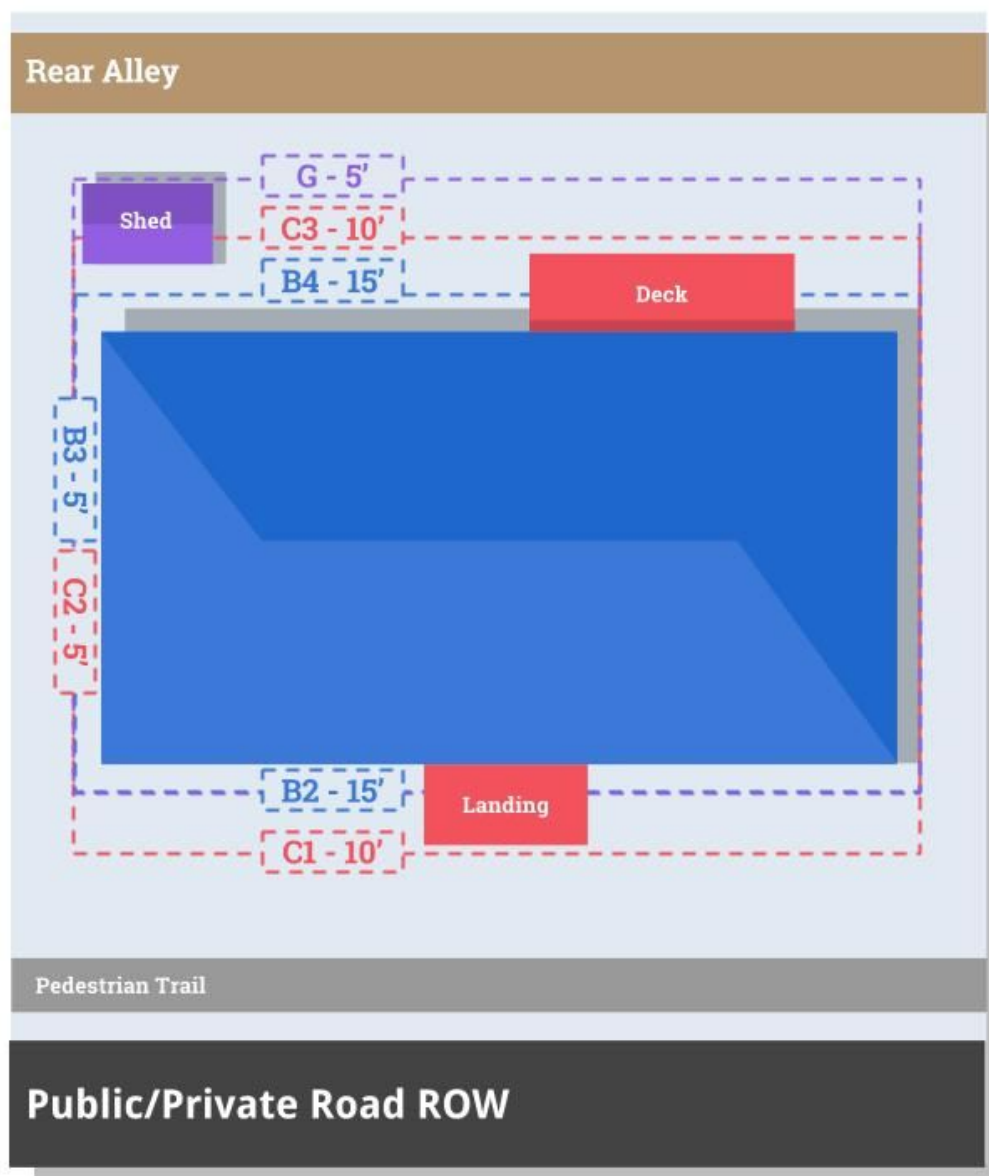 Rear Alley
G - 5’
Shed
C3 - 10’
B4 - 15’
Deck
B3 - 5’
C2 - 5’
B2 - 15’
Landing
C1 - 10’
Pedestrian Trail
Public/Private Road ROW